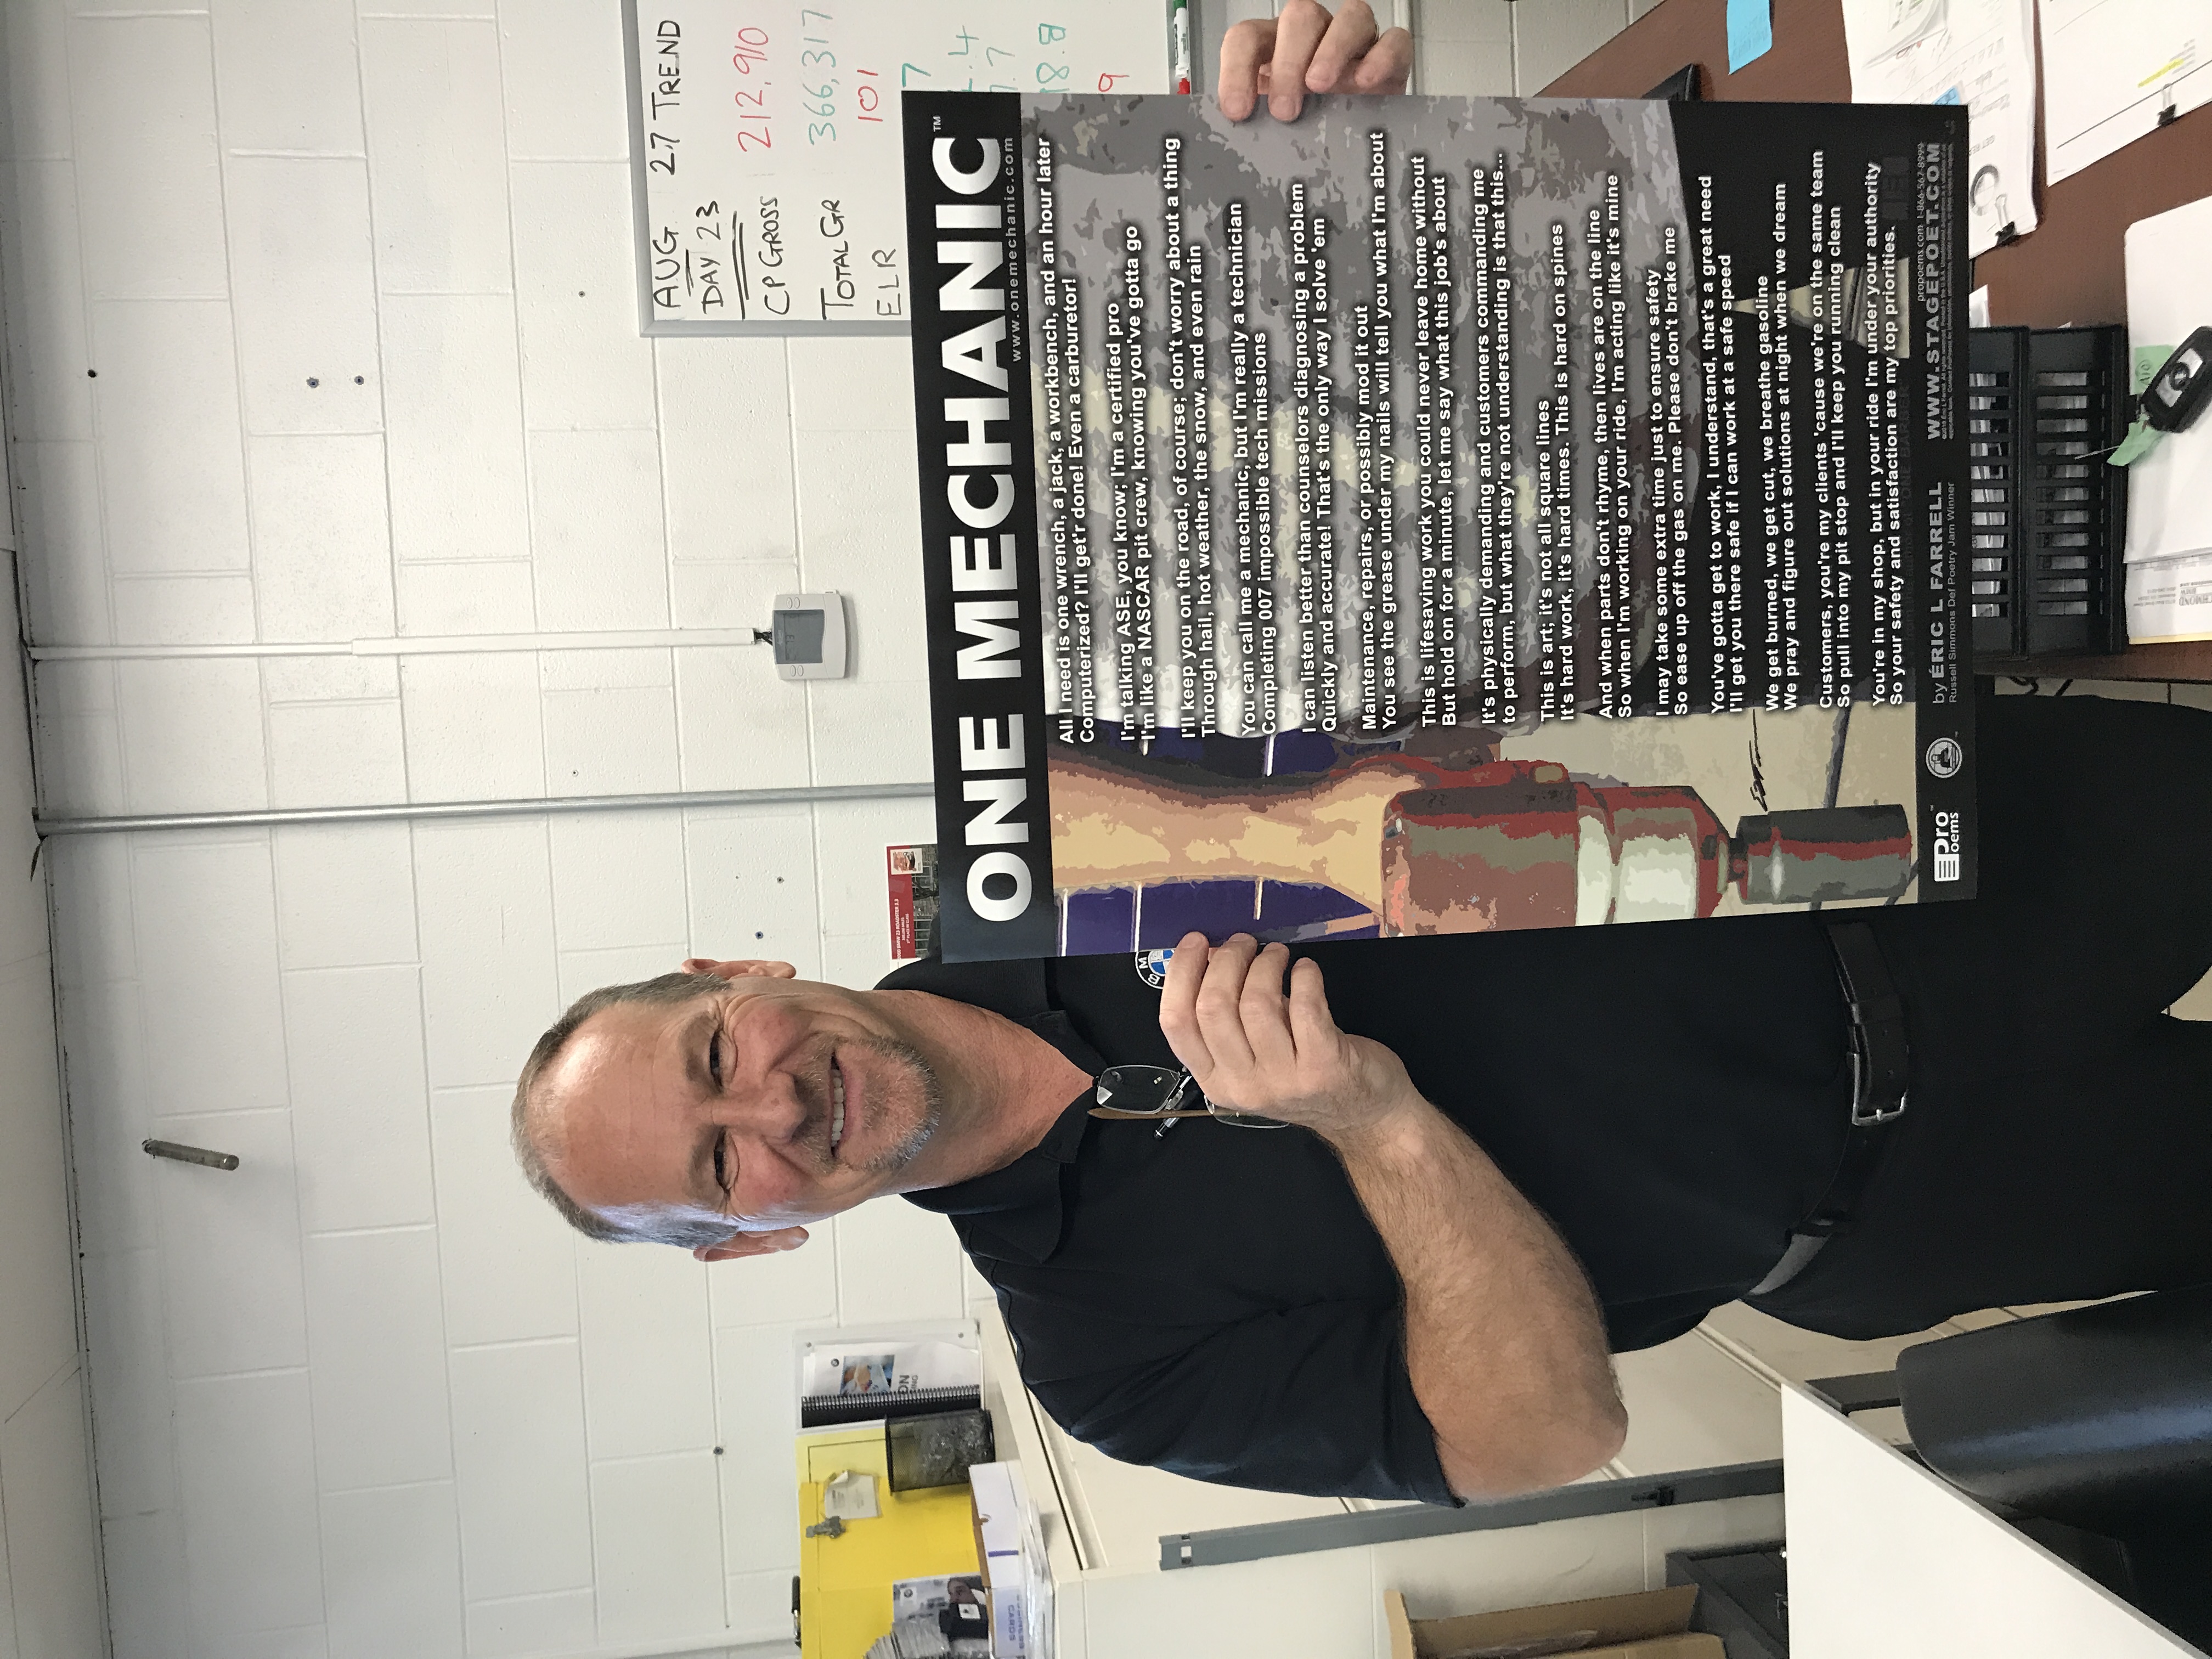 AUG 27 TREND
DAY 23
CP GROSS 212,910
TOTAL GR 366,317
ELR 101
7
.4
7.7
98.8
9
ONE MECHANIC™
www.onemechanic.com
All I need is one wrench, a jack, a workbench, and an hour later
Computerized? I'll get'r done! Even a carburetor!
I'm talking ASE, you know; I'm a certified pro
I'm like a NASCAR pit crew, knowing you've gotta go
I'll keep you on the road, of course; don't worry about a thing
Through hail, hot weather, the snow, and even rain
You can call me a mechanic, but I'm really a technician
Completing 007 impossible tech missions
I can listen better than counselors diagnosing a problem
Quickly and accurate! That's the only way I solve 'em
Maintenance, repairs, or possibly mod it out
You see the grease under my nails will tell you what I'm about
This is lifesaving work you could never leave home without
But hold on for a minute, let me say what this job's about
It's physically demanding and customers commanding me
to perform, but what they're not understanding is that this...
This is art; it's not all square lines
It's hard work, it's hard times. This is hard on spines
And when parts don't rhyme, then lives are on the line
So when I'm working on your ride, I'm acting like it's mine
I may take some extra time just to ensure safety
So ease up off the gas on me. Please don't brake me
You've gotta get to work, I understand, that's a great need
I'll get you there safe if I can work at a safe speed
We get burned, we get cut, we breathe gasoline
We pray and figure out solutions at night when we dream
Customers, you're my clients 'cause we're on the same team
So pull into my pit stop and I'll keep you running clean
You're in my shop, but in your ride I'm under your authority
So your safety and satisfaction are my top priorities.
Pro
oems™
by ÉRIC L FARRELL
Russell Simmons Def Poetry Jam Winner
propoems.com 1-866-567-8999
WWW.STAGEPOET.COM
BMW
CARDS